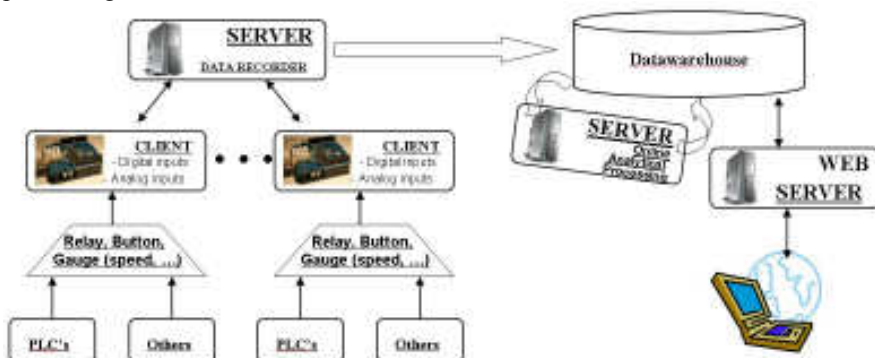 SERVER
DATA RECORDER
Datawarehouse
CLIENT
- Digital inputs
- Analog inputs
• • •
CLIENT
- Digital inputs
- Analog inputs
SERVER
Online
Analytical
Processing
WEB
SERVER
Relay, Button,
Gauge (speed, ...)
Relay, Button,
Gauge (speed, ...)
PLC's
Others
PLC's
Others